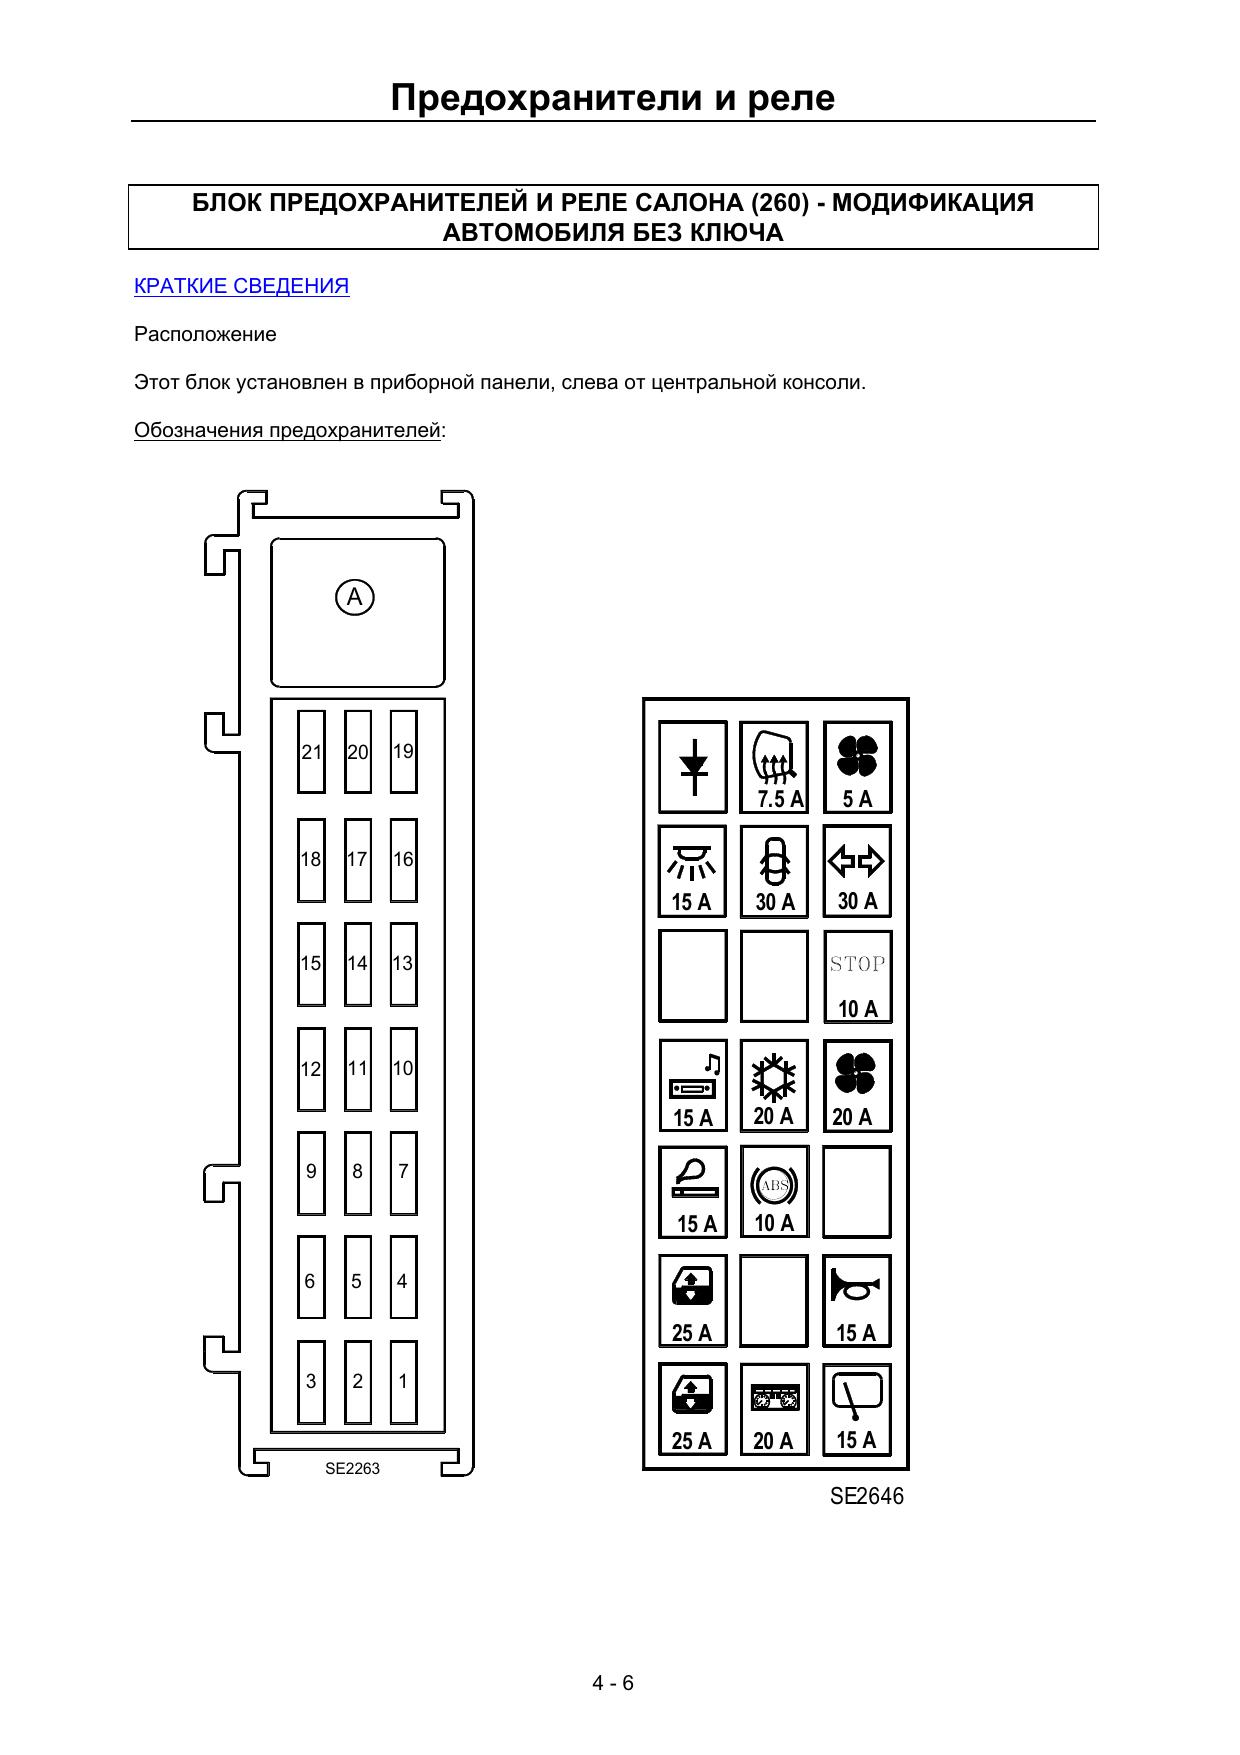 Предохранители и реле
БЛОК ПРЕДОХРАНИТЕЛЕЙ И РЕЛЕ САЛОНА (260) - МОДИФИКАЦИЯ
АВТОМОБИЛЯ БЕЗ КЛЮЧА
КРАТКИЕ СВЕДЕНИЯ
Расположение
Этот блок установлен в приборной панели, слева от центральной консоли.
Обозначения предохранителей:
A
21 20 19
18 17 16
15 14 13
12 11 10
9 8 7
6 5 4
3 2 1
SE2263
7.5 A 5 A
15 A 30 A 30 A
STOP
10 A
15 A 20 A 20 A
ABS
15 A 10 A
25 A 15 A
25 A 20 A 15 A
SE2646
4 - 6